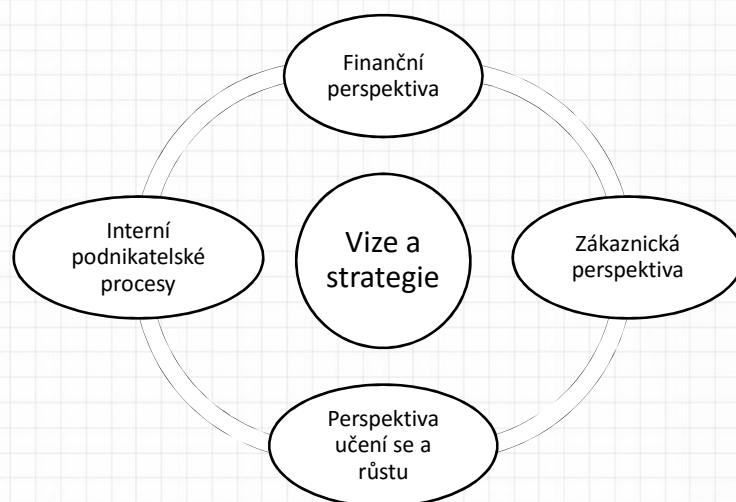 Finanční
perspektiva
Interní
podnikatelské
procesy
Vize a
strategie
Zákaznická
perspektiva
Perspektiva
učení se a
růstu